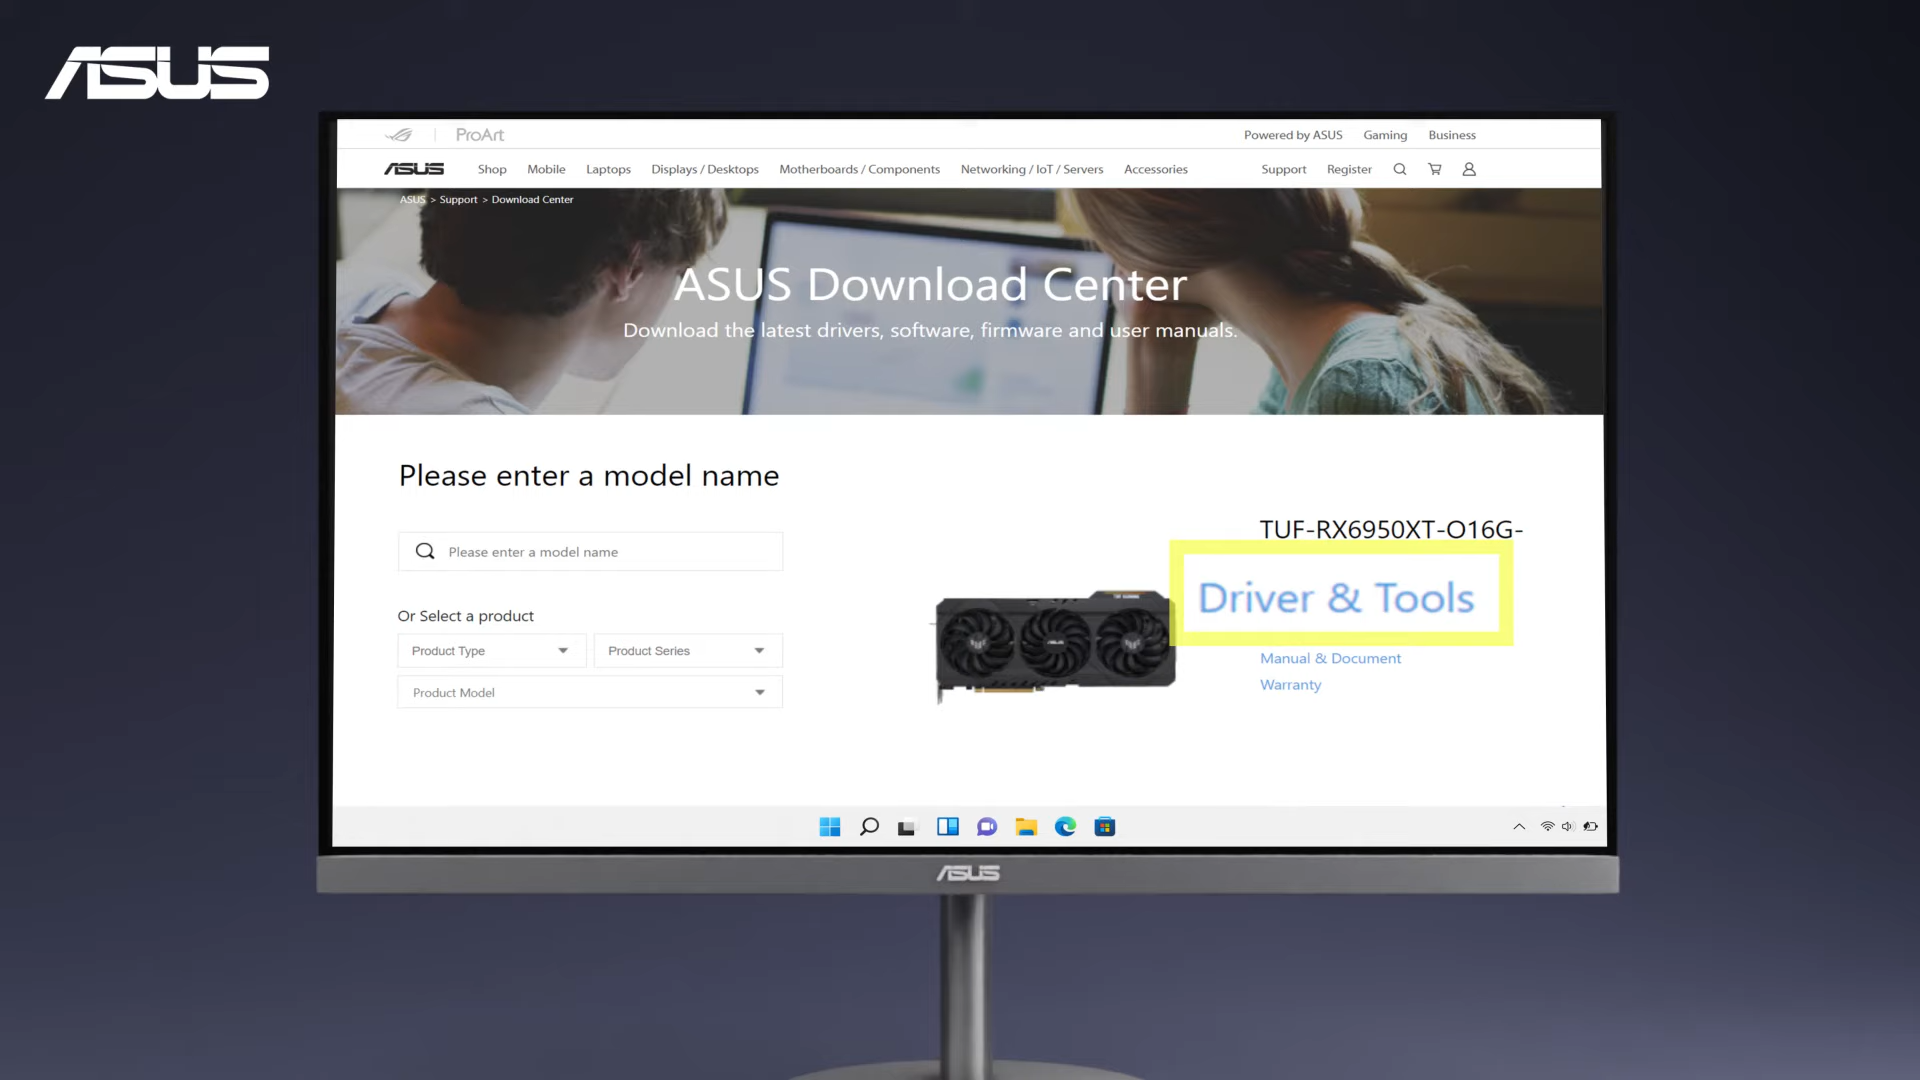 ASUS
ProArt
Powered by ASUS Gaming Business
ASUS Shop Mobile Laptops Displays / Desktops Motherboards / Components Networking / IoT / Servers Accessories Support Register
ASUS > Support > Download Center
ASUS Download Center
Download the latest drivers, software, firmware and user manuals.
Please enter a model name
Please enter a model name
Or Select a product
Product Type Product Series
Product Model
TUF-RX6950XT-O16G-
Driver & Tools
Manual & Document
Warranty
ASUS